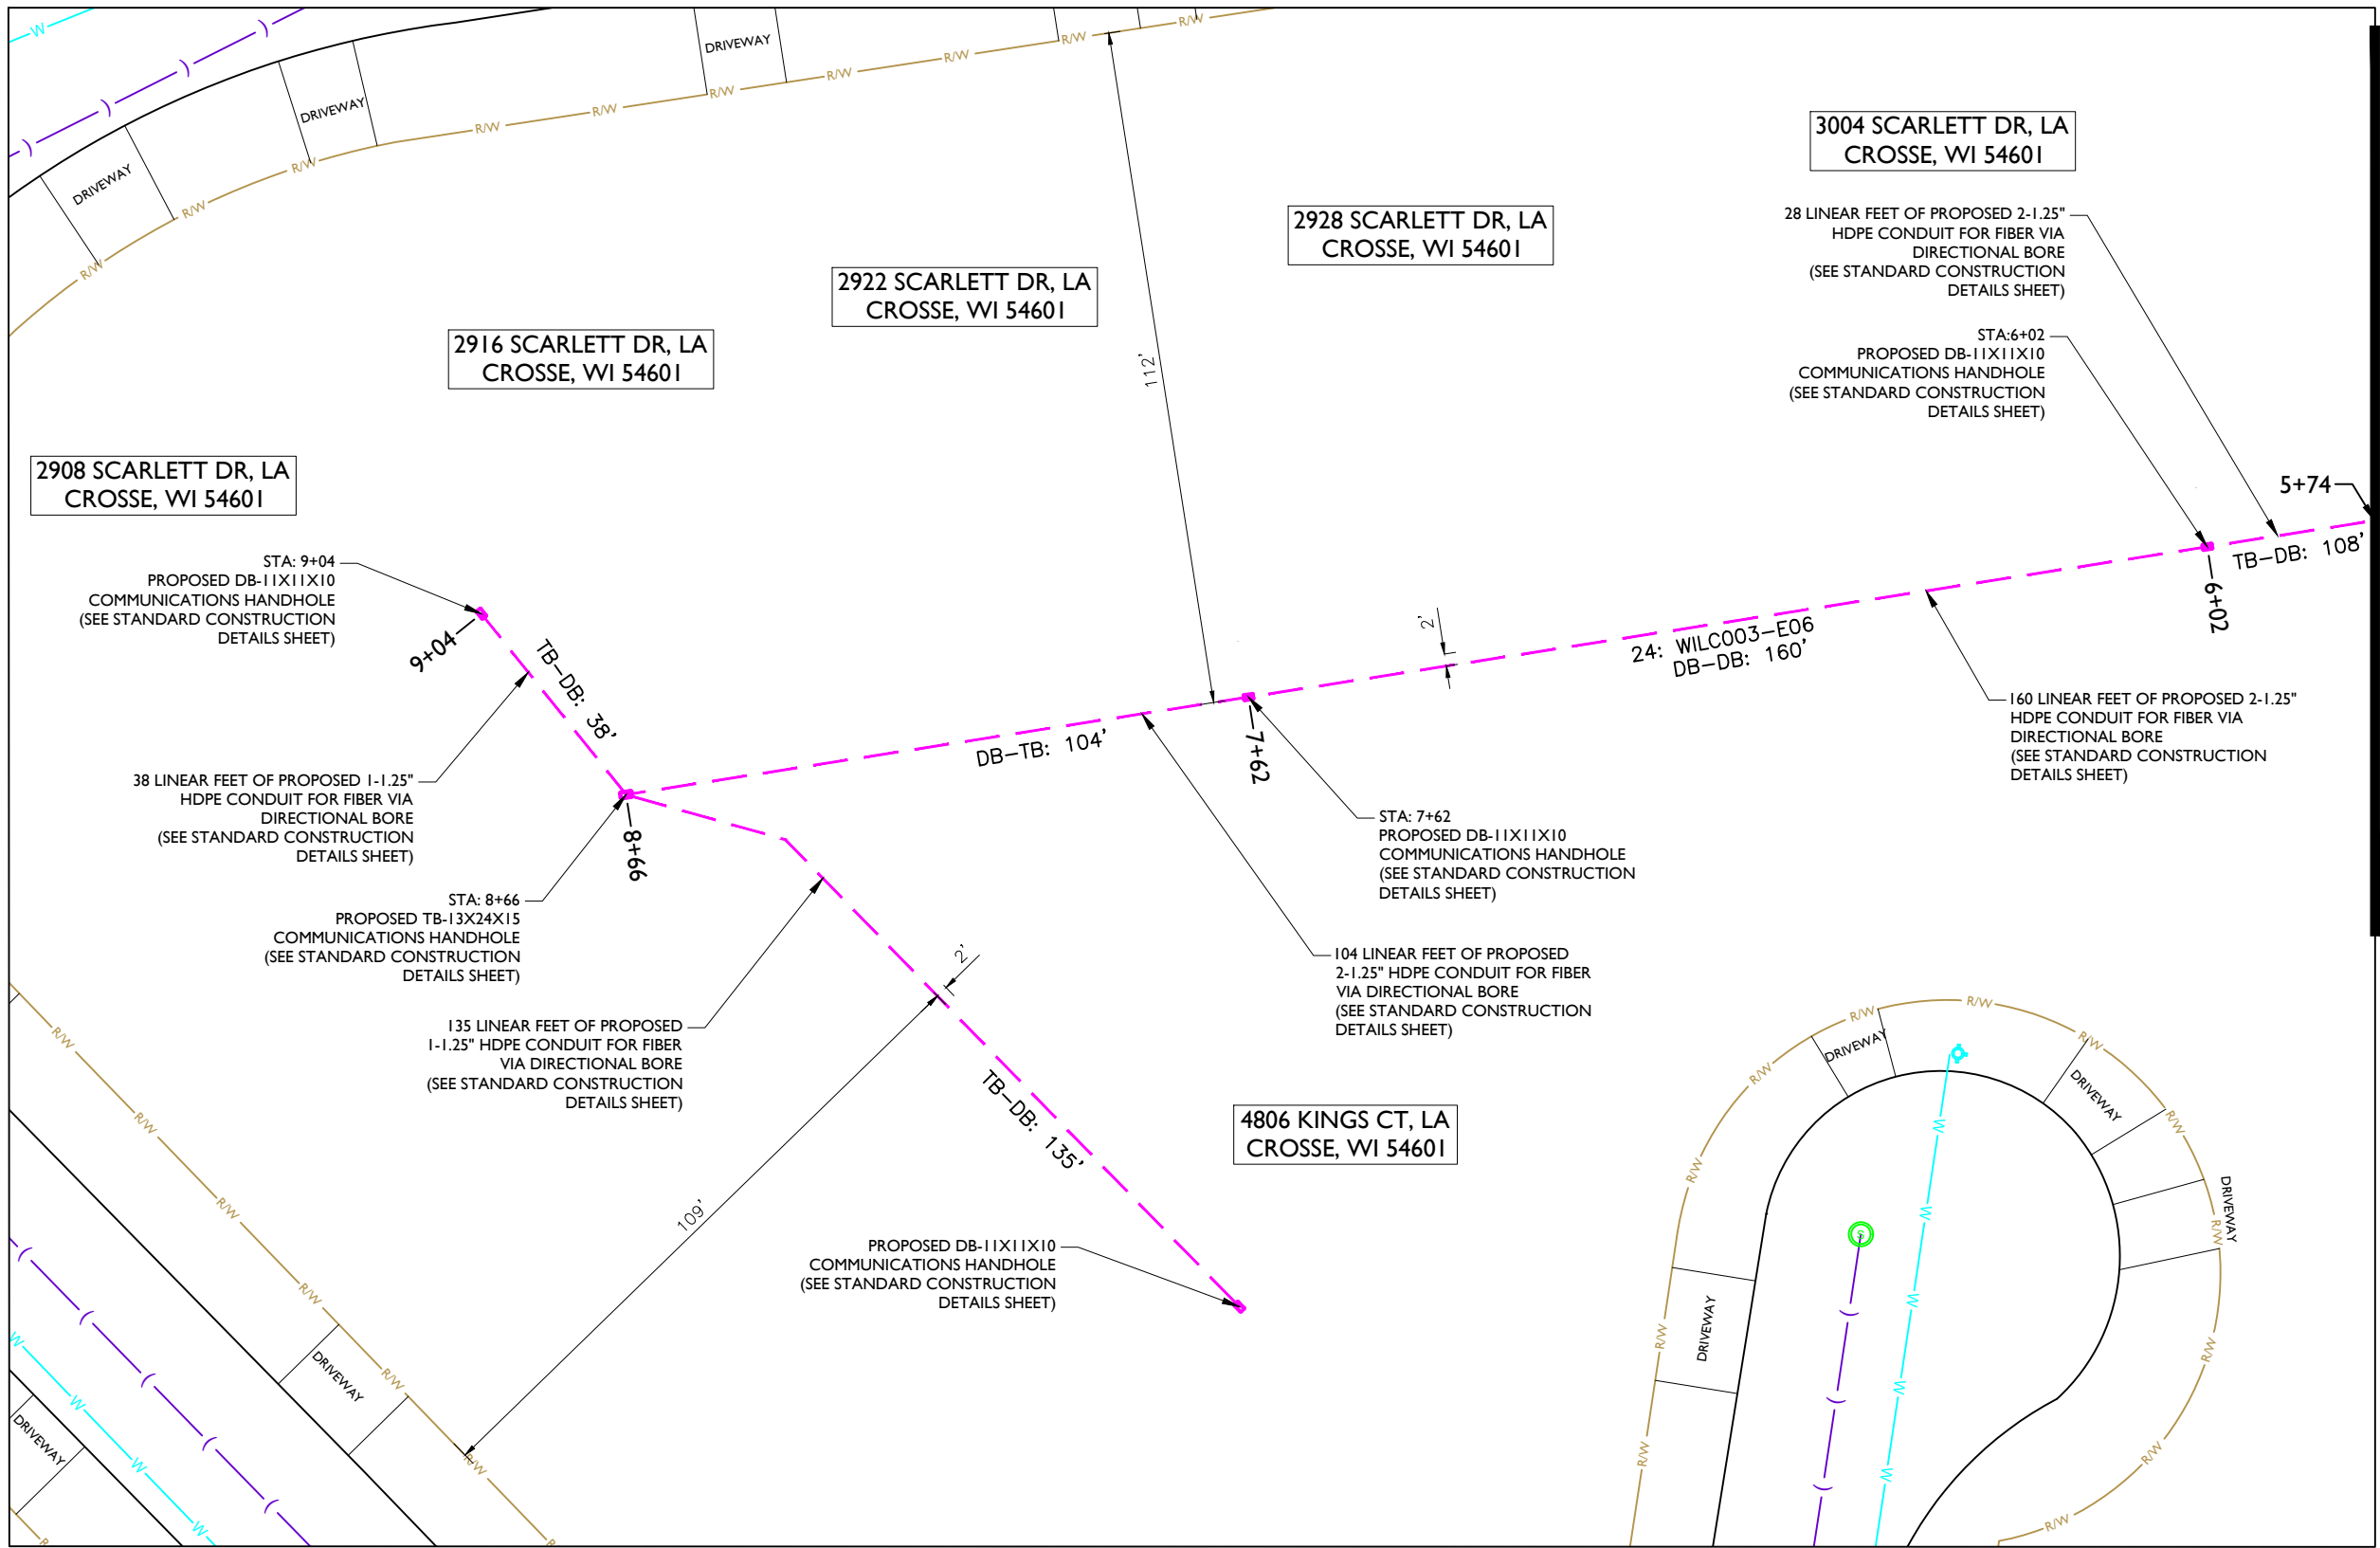 W
)
)
)
)
DRIVEWAY
DRIVEWAY
DRIVEWAY
R/W
R/W
R/W
R/W
R/W
R/W
R/W
R/W
R/W
R/W
3004 SCARLETT DR, LA
CROSSE, WI 54601
28 LINEAR FEET OF PROPOSED 2-1.25"
HDPE CONDUIT FOR FIBER VIA
DIRECTIONAL BORE
(SEE STANDARD CONSTRUCTION
DETAILS SHEET)
2928 SCARLETT DR, LA
CROSSE, WI 54601
2922 SCARLETT DR, LA
CROSSE, WI 54601
2916 SCARLETT DR, LA
CROSSE, WI 54601
112'
STA:6+02
PROPOSED DB-11X11X10
COMMUNICATIONS HANDHOLE
(SEE STANDARD CONSTRUCTION
DETAILS SHEET)
2908 SCARLETT DR, LA
CROSSE, WI 54601
5+74
TB-DB: 108'
6+02
STA: 9+04
PROPOSED DB-11X11X10
COMMUNICATIONS HANDHOLE
(SEE STANDARD CONSTRUCTION
DETAILS SHEET)
9+04
TB-DB: 38'
2'
24: WILC003-E06
DB-DB: 160'
160 LINEAR FEET OF PROPOSED 2-1.25"
HDPE CONDUIT FOR FIBER VIA
DIRECTIONAL BORE
(SEE STANDARD CONSTRUCTION
DETAILS SHEET)
DB-TB: 104'
7+62
38 LINEAR FEET OF PROPOSED 1-1.25"
HDPE CONDUIT FOR FIBER VIA
DIRECTIONAL BORE
(SEE STANDARD CONSTRUCTION
DETAILS SHEET)
8+66
STA: 7+62
PROPOSED DB-11X11X10
COMMUNICATIONS HANDHOLE
(SEE STANDARD CONSTRUCTION
DETAILS SHEET)
STA: 8+66
PROPOSED TB-13X24X15
COMMUNICATIONS HANDHOLE
(SEE STANDARD CONSTRUCTION
DETAILS SHEET)
2'
104 LINEAR FEET OF PROPOSED
2-1.25" HDPE CONDUIT FOR FIBER
VIA DIRECTIONAL BORE
(SEE STANDARD CONSTRUCTION
DETAILS SHEET)
135 LINEAR FEET OF PROPOSED
1-1.25" HDPE CONDUIT FOR FIBER
VIA DIRECTIONAL BORE
(SEE STANDARD CONSTRUCTION
DETAILS SHEET)
TB-DB: 135'
4806 KINGS CT, LA
CROSSE, WI 54601
109'
PROPOSED DB-11X11X10
COMMUNICATIONS HANDHOLE
(SEE STANDARD CONSTRUCTION
DETAILS SHEET)
R/W
R/W
R/W
R/W
R/W
R/W
R
DRIVEWAY
DRIVEWAY
(
(
(
(
(
W
W
W
W
R/W
R/W
R/W
R/W
R/W
R/W
R/W
R/W
R/W
R/W
R/W
R/W
DRIVEWAY
DRIVEWAY
DRIVEWAY
DRIVEWAY
S
W
W
W
W
W
)
)
)